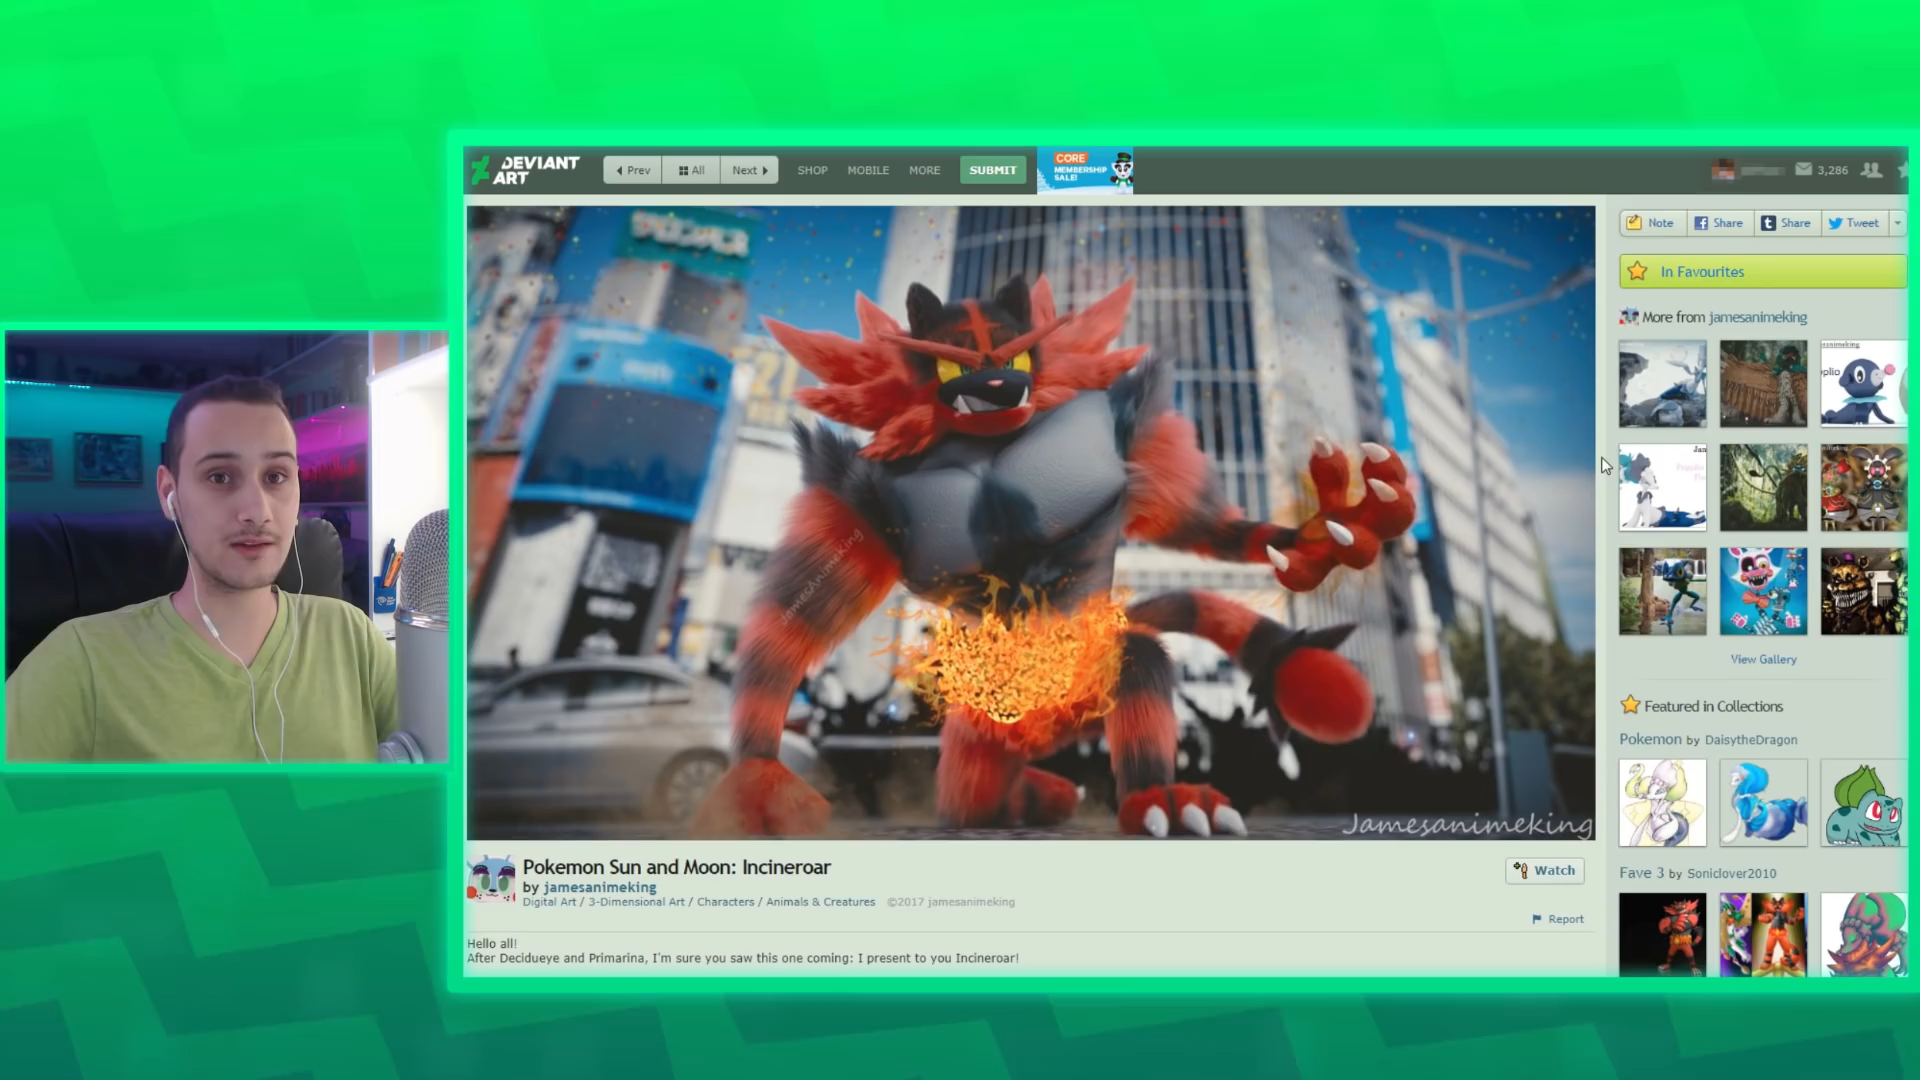 DEVIANT ART
Prev
All
Next
SHOP
MOBILE
MORE
SUBMIT
CORE
MEMBERSHIP
SALE!
3,286
Note
Share
Share
Tweet
In Favourites
More from jamesanimeking
View Gallery
Featured in Collections
Pokemon by DaisytheDragon
Fave 3 by Soniclover2010
JamesAnimeking
Jamesanimeking
Pokemon Sun and Moon: Incineroar
by jamesanimeking
Digital Art / 3-Dimensional Art / Characters / Animals & Creatures ©2017 jamesanimeking
Watch
Report
Hello all!
After Decidueye and Primarina, I'm sure you saw this one coming: I present to you Incineroar!